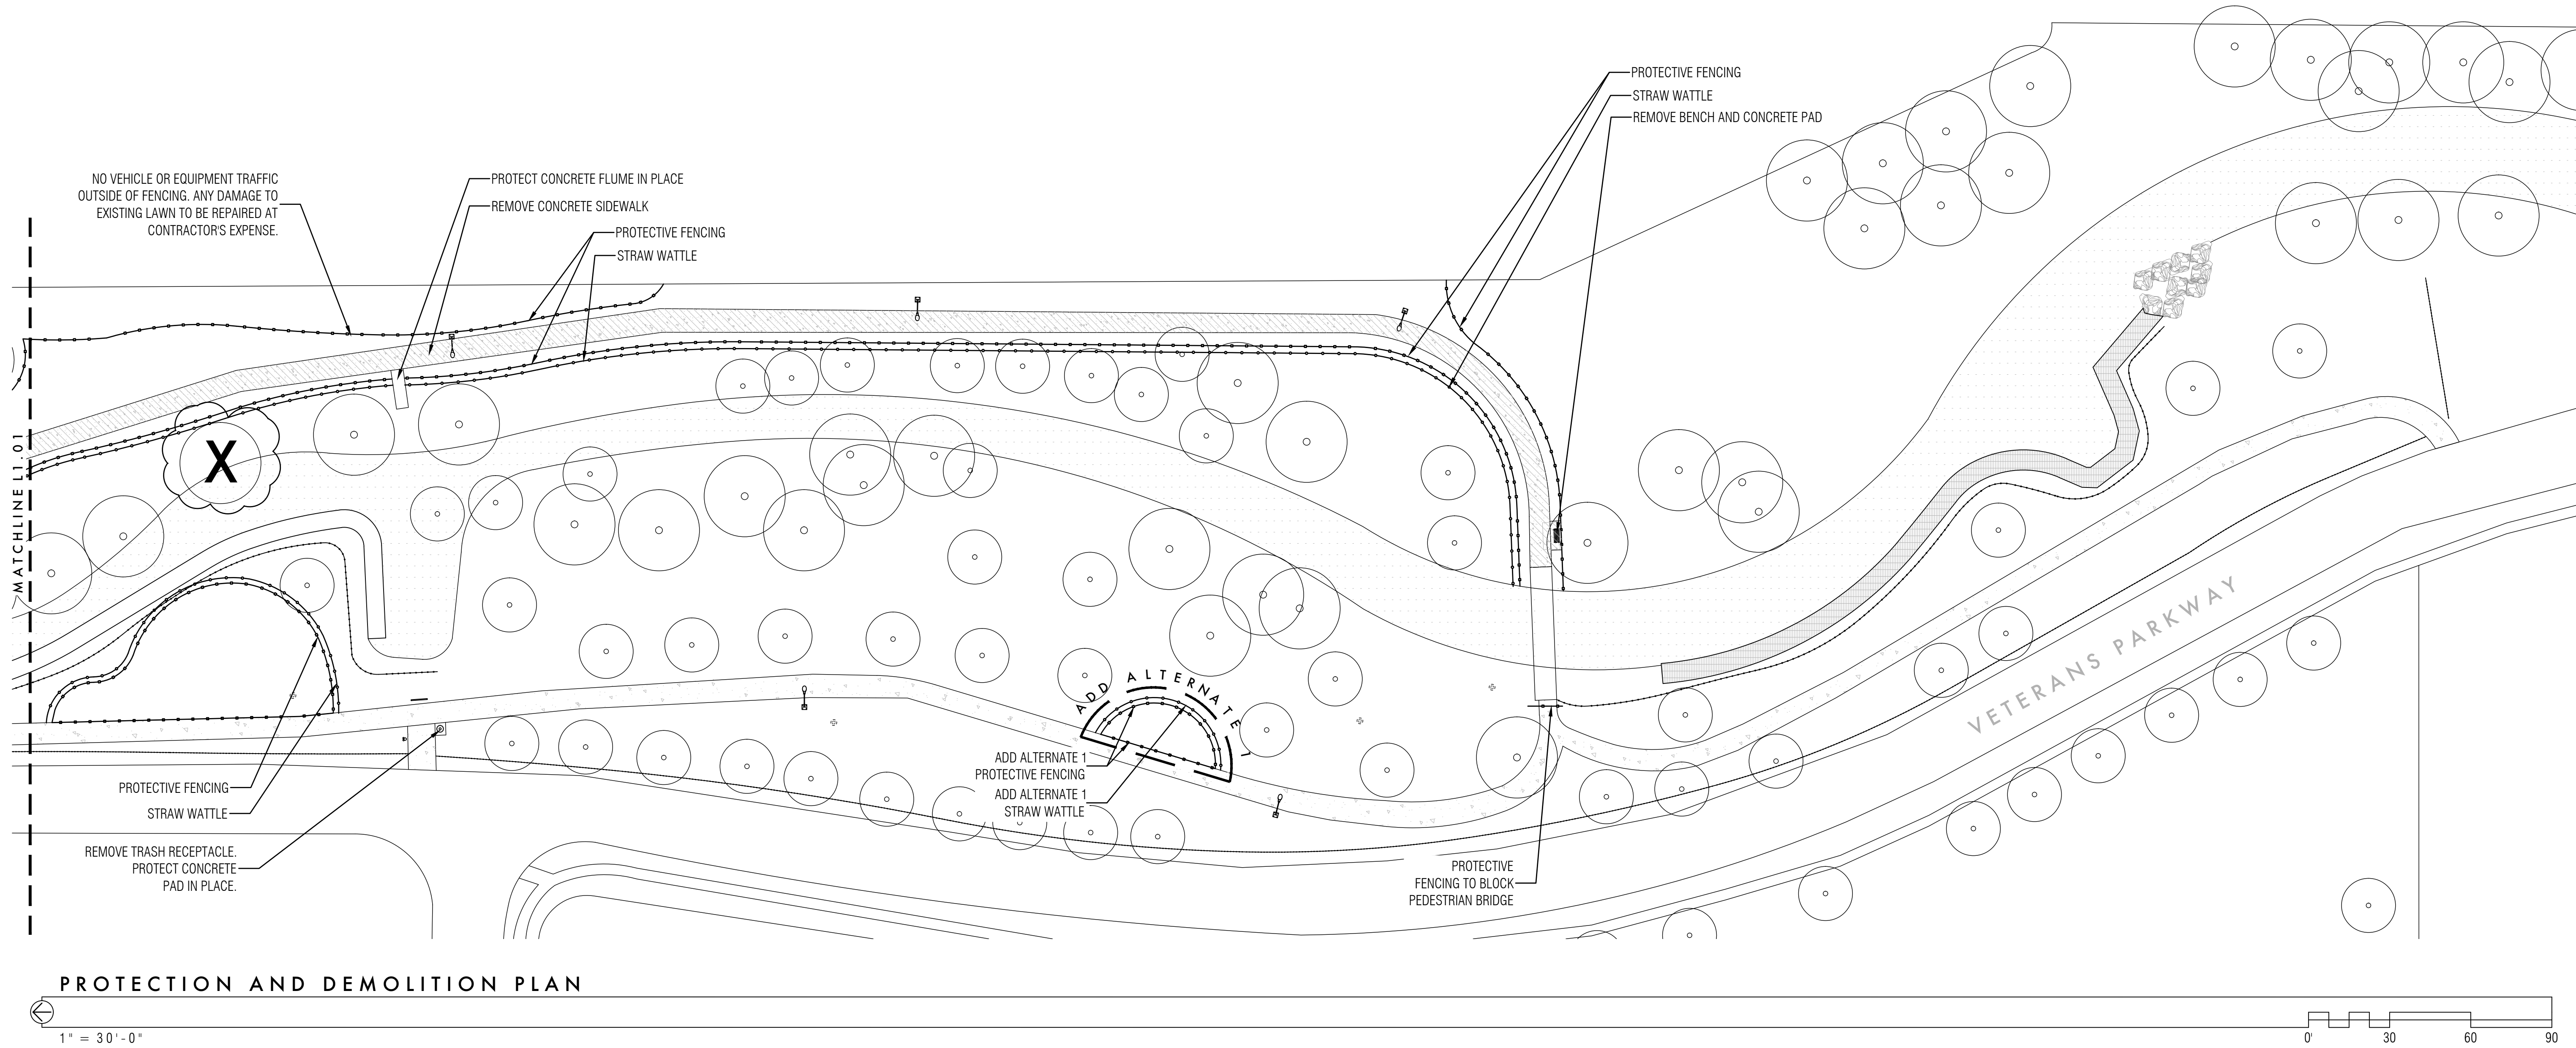 PROTECTIVE FENCING
STRAW WATTLE
REMOVE BENCH AND CONCRETE PAD
NO VEHICLE OR EQUIPMENT TRAFFIC
OUTSIDE OF FENCING. ANY DAMAGE TO
EXISTING LAWN TO BE REPAIRED AT
CONTRACTOR'S EXPENSE.
PROTECT CONCRETE FLUME IN PLACE
REMOVE CONCRETE SIDEWALK
PROTECTIVE FENCING
STRAW WATTLE
MATCHLINE L1.01
X
ADD ALTERNATE 1
VETERANS PARKWAY
ADD ALTERNATE 1
PROTECTIVE FENCING
ADD ALTERNATE 1
STRAW WATTLE
PROTECTIVE FENCING
STRAW WATTLE
REMOVE TRASH RECEPTACLE.
PROTECT CONCRETE
PAD IN PLACE.
PROTECTIVE
FENCING TO BLOCK
PEDESTRIAN BRIDGE
PROTECTION AND DEMOLITION PLAN
1" = 30'-0"
0' 30 60 90